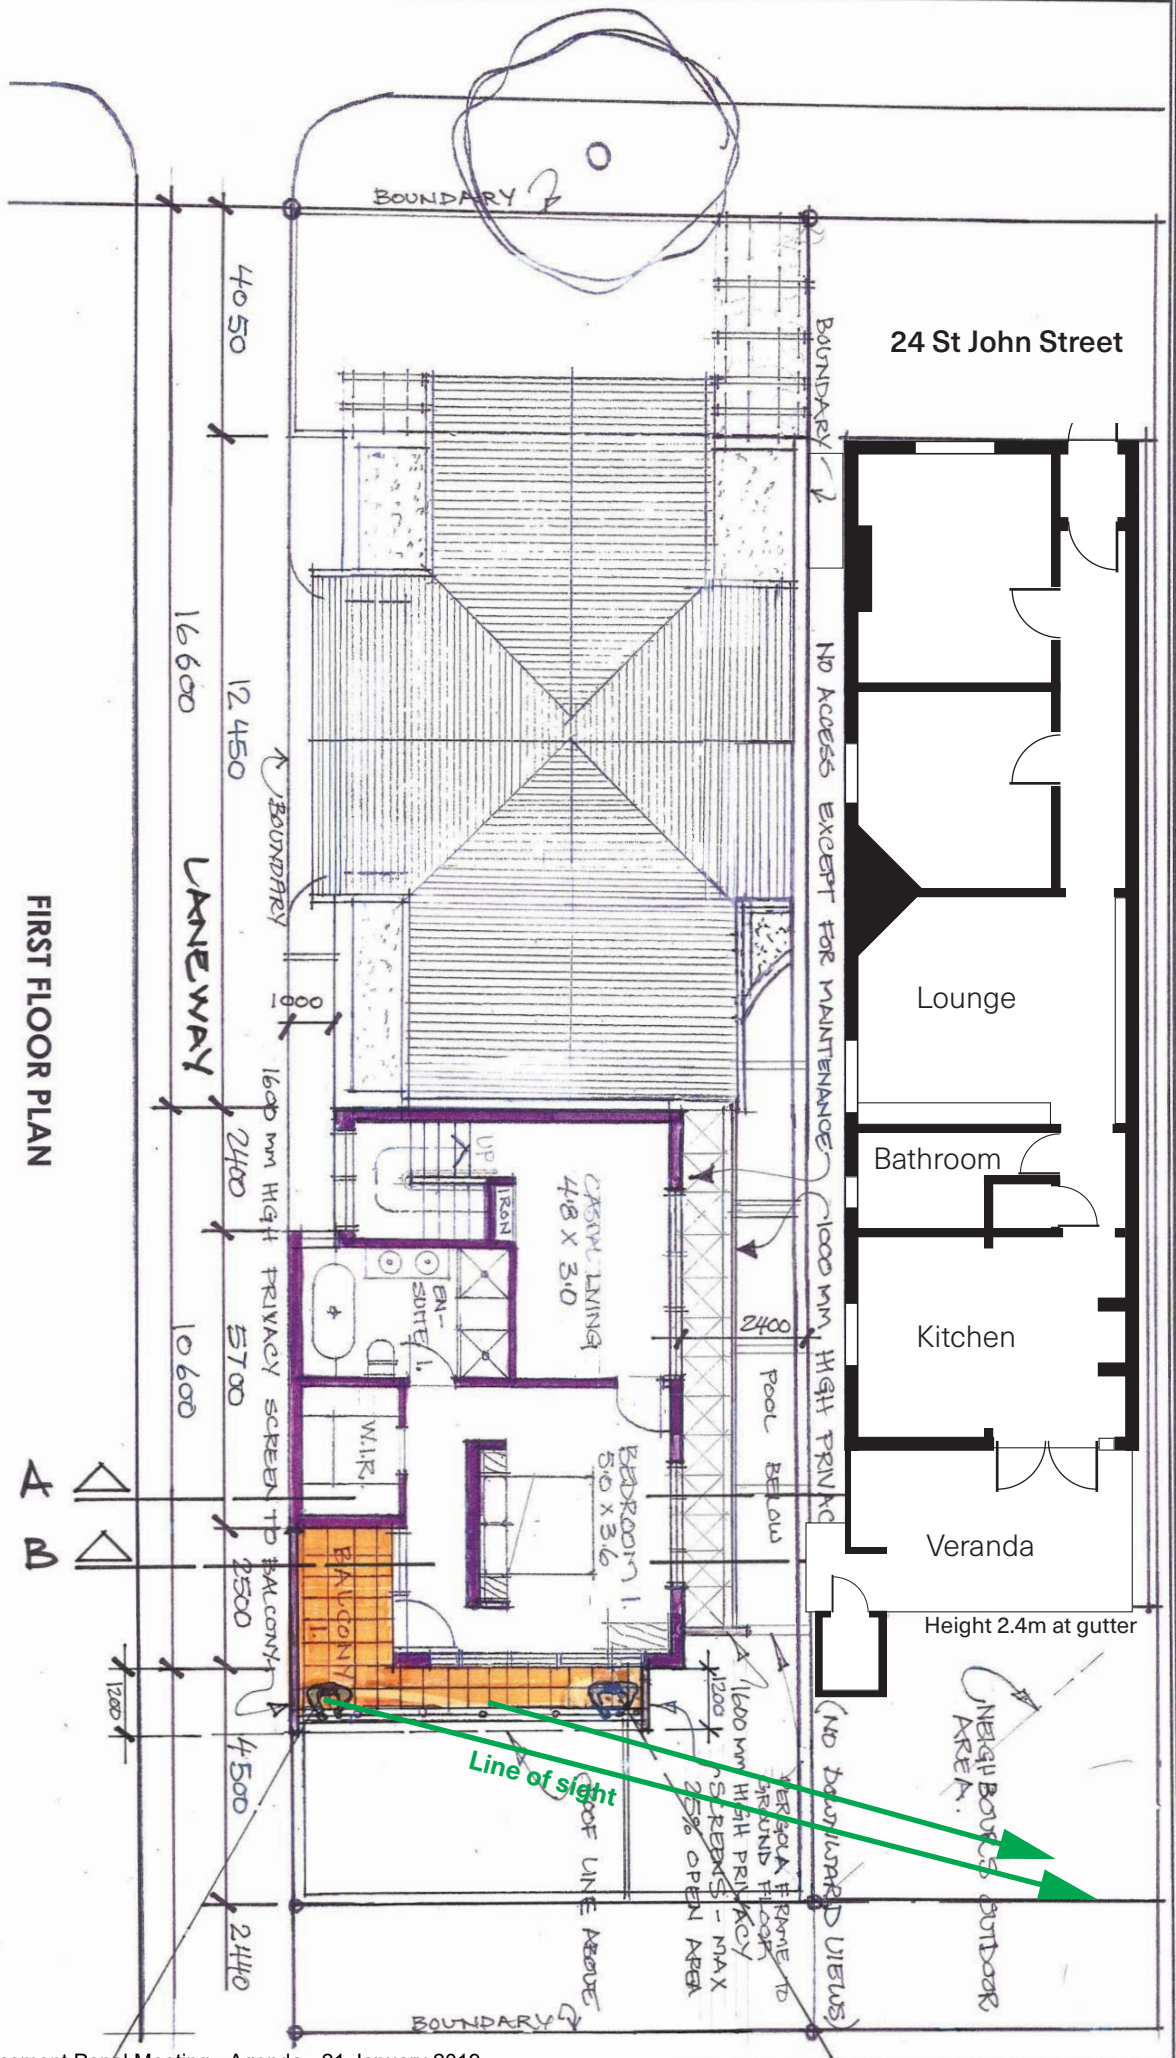 BOUNDARY
4050
BOUNDARY
24 St John Street
16600
12450
BOUNDARY
LANEWAY
FIRST FLOOR PLAN
1000
NO ACCESS EXCEPT FOR MAINTENANCE
1000 MM HIGH PRIVAC
Lounge
Bathroom
Kitchen
Veranda
Height 2.4m at gutter
2400
5700
10600
1600 mm HIGH PRIVACY SCREEN TO BALCONY
UP
IRON
CASUAL LIVING
4.8 X 3.0
EN-
SUITE 1.
2400
POOL BELOW
W.I.R.
BEDROOM 1.
5.0 X 3.6
A
B
BALCONY
1.
2500
1200
1200
4500
2440
Line of sight
ROOF LINE ABOVE
1600 mm HIGH PRIVACY
SCREENS - MAX
25% OPEN AREA
PERGOLA FRAME TO
GROUND FLOOR
(NO DOWNWARD VIEWS)
NEIGHBOUR'S OUTDOOR
AREA.
BOUNDARY